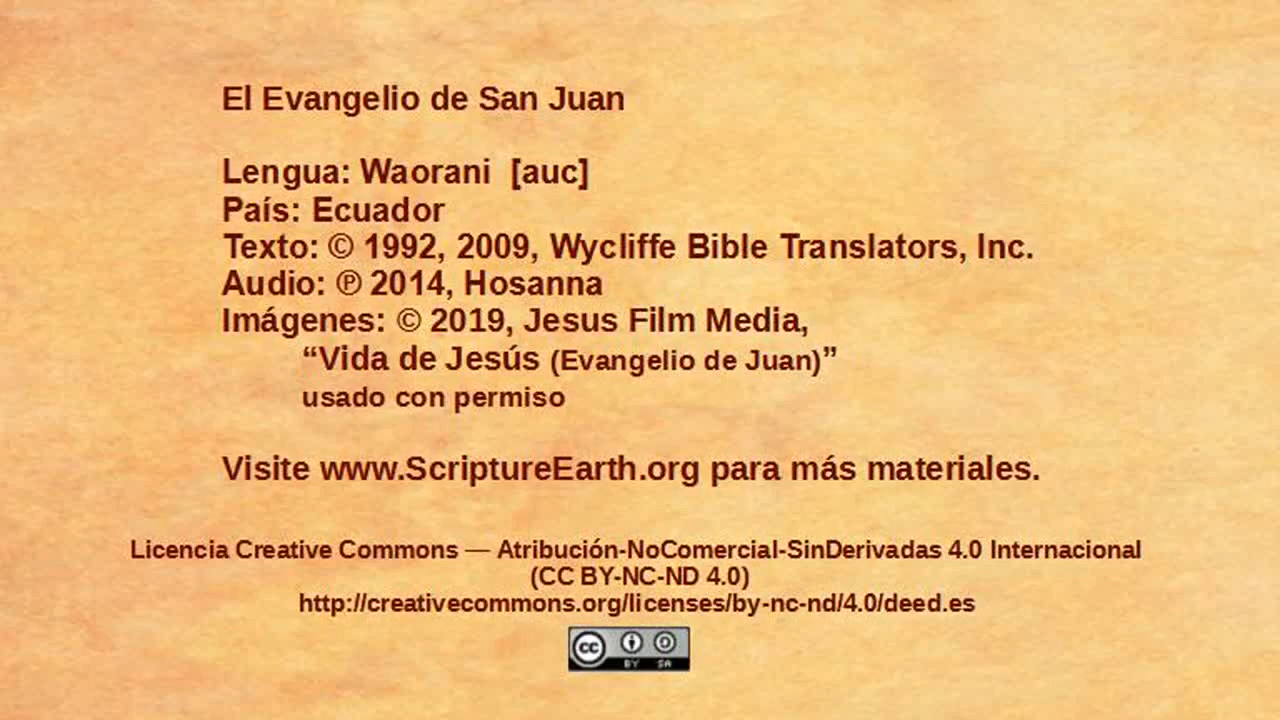 El Evangelio de San Juan
Lengua: Waorani [auc]
País: Ecuador
Texto: © 1992, 2009, Wycliffe Bible Translators, Inc.
Audio: ℗ 2014, Hosanna
Imágenes: © 2019, Jesus Film Media,
“Vida de Jesús (Evangelio de Juan)”
usado con permiso
Visite www.ScriptureEarth.org para más materiales.
Licencia Creative Commons — Atribución-NoComercial-SinDerivadas 4.0 Internacional
(CC BY-NC-ND 4.0)
http://creativecommons.org/licenses/by-nc-nd/4.0/deed.es
cc
BY SA